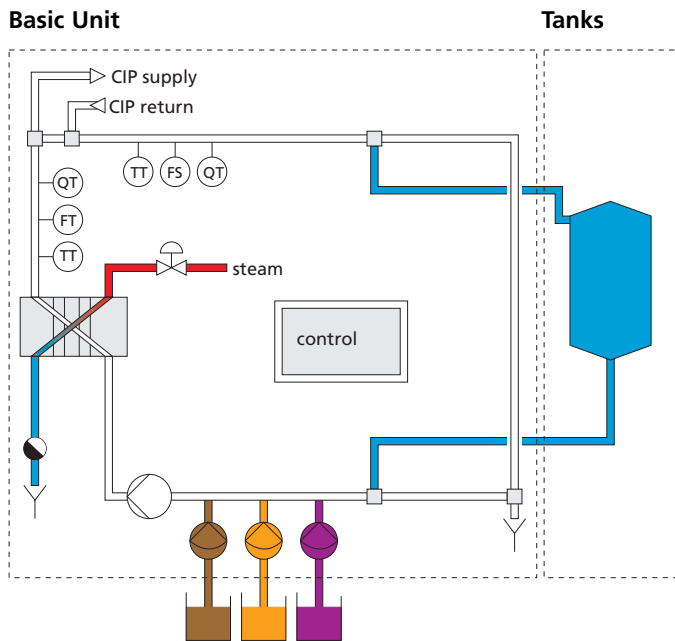 Basic Unit
Tanks
CIP supply
CIP return
TT
FS
QT
QT
FT
TT
steam
control